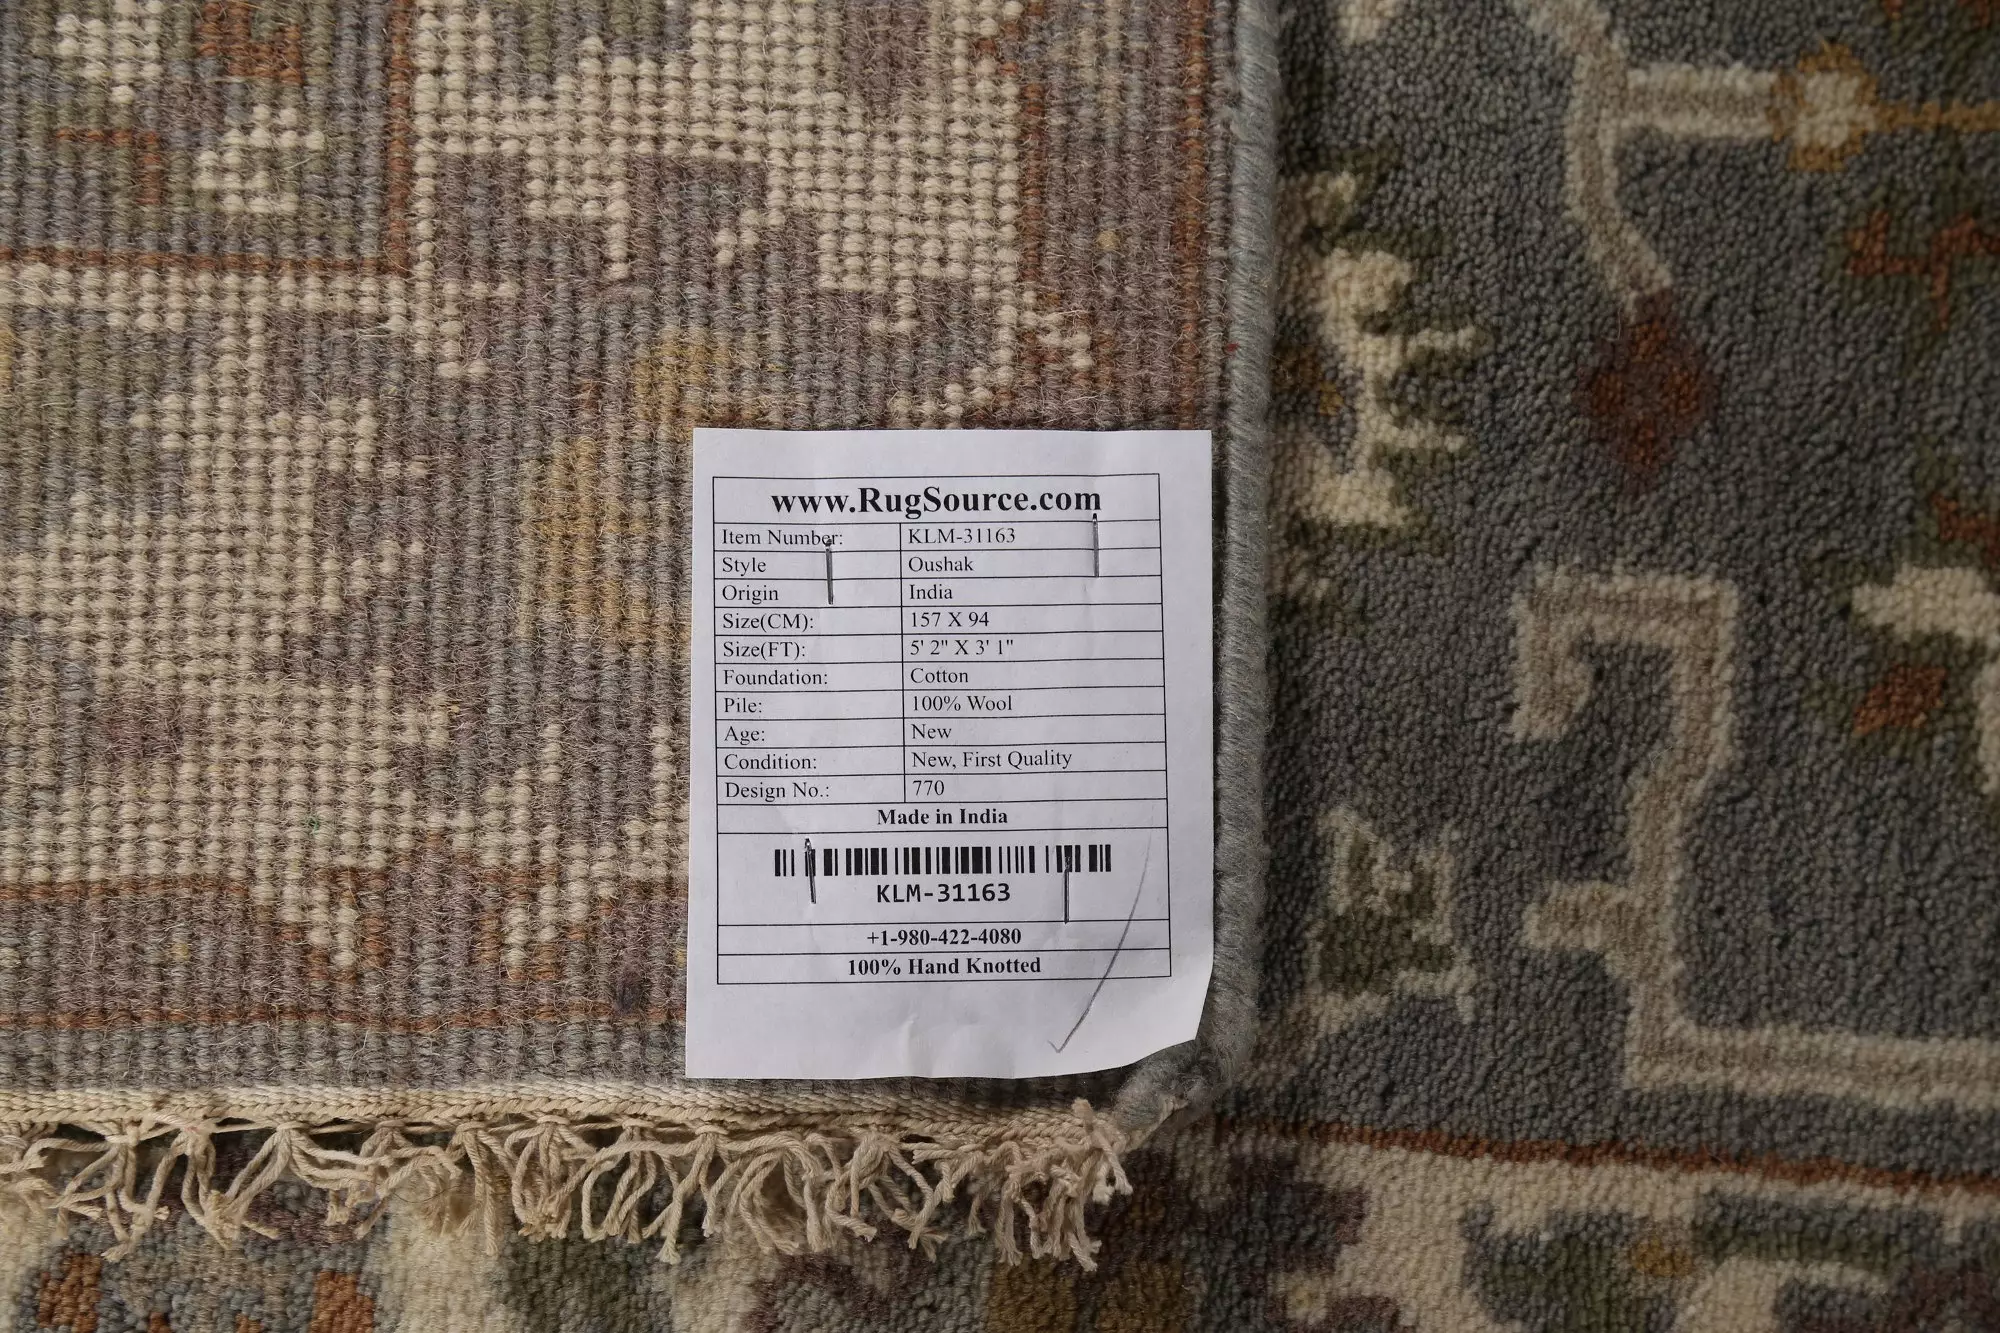 www.RugSource.com
Item Number: KLM-31163
Style Oushak
Origin India
Size(CM): 157 X 94
Size(FT): 5' 2" X 3' 1"
Foundation: Cotton
Pile: 100% Wool
Age: New
Condition: New, First Quality
Design No.: 770
Made in India
KLM-31163
+1-980-422-4080
100% Hand Knotted